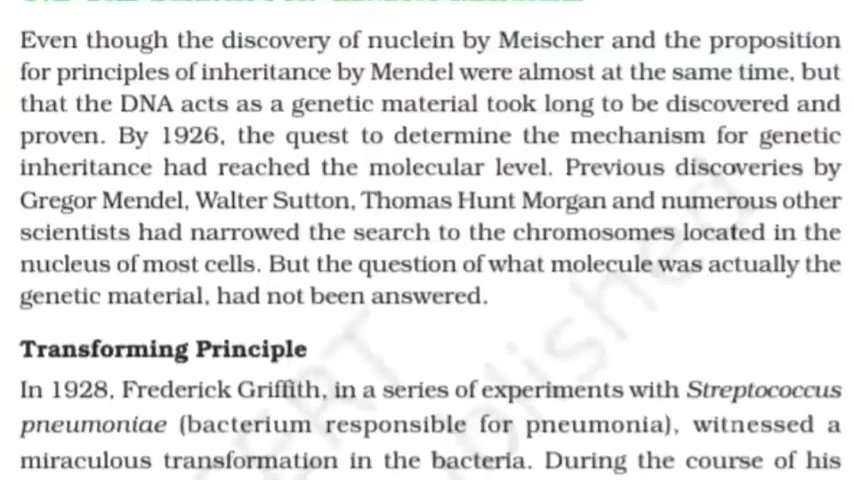 Even though the discovery of nuclein by Meischer and the proposition
for principles of inheritance by Mendel were almost at the same time, but
that the DNA acts as a genetic material took long to be discovered and
proven. By 1926, the quest to determine the mechanism for genetic
inheritance had reached the molecular level. Previous discoveries by
Gregor Mendel, Walter Sutton, Thomas Hunt Morgan and numerous other
scientists had narrowed the search to the chromosomes located in the
nucleus of most cells. But the question of what molecule was actually the
genetic material, had not been answered.
Transforming Principle
In 1928, Frederick Griffith, in a series of experiments with Streptococcus
pneumoniae (bacterium responsible for pneumonia), witnessed a
miraculous transformation in the bacteria. During the course of his